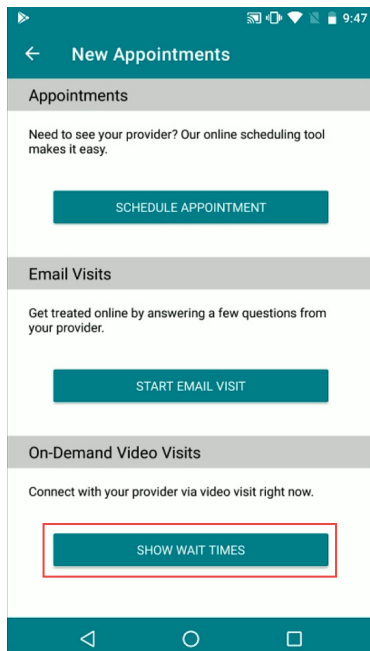 9:47
New Appointments
Appointments
Need to see your provider? Our online scheduling tool
makes it easy.
SCHEDULE APPOINTMENT
Email Visits
Get treated online by answering a few questions from
your provider.
START EMAIL VISIT
On-Demand Video Visits
Connect with your provider via video visit right now.
SHOW WAIT TIMES